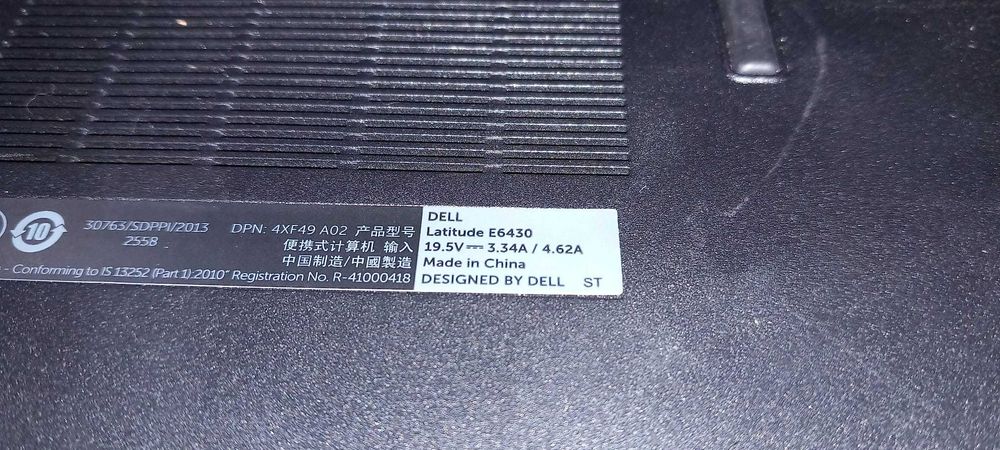 10
30763/SDPPI/2013
2558
DPN: 4XF49 A02 产品型号
便携式计算机 输入
中国制造/中國製造
- Conforming to IS 13252 (Part 1):2010" Registration No. R-41000418
DELL
Latitude E6430
19.5V⎓ 3.34A / 4.62A
Made in China
DESIGNED BY DELL ST